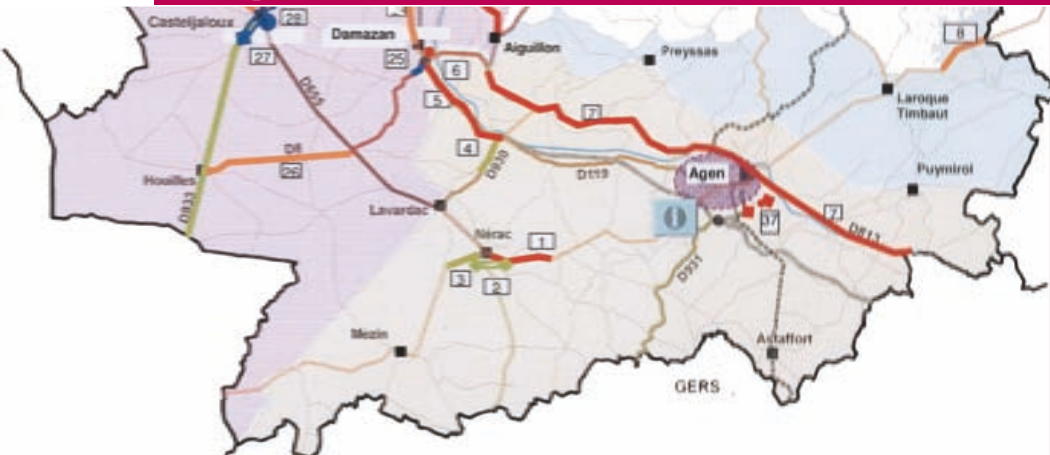 Casteljaloux
28
Damazan
8
27
25
Aiguillon
Preyssas
6
D655
5
7
Laroque
Timbaut
4
D8
26
D930
D119
Agen
Puymirol
Houilles
D933
Lavardac
37
7
D813
Nérac
1
3
2
D931
Mezin
Astaffort
GERS